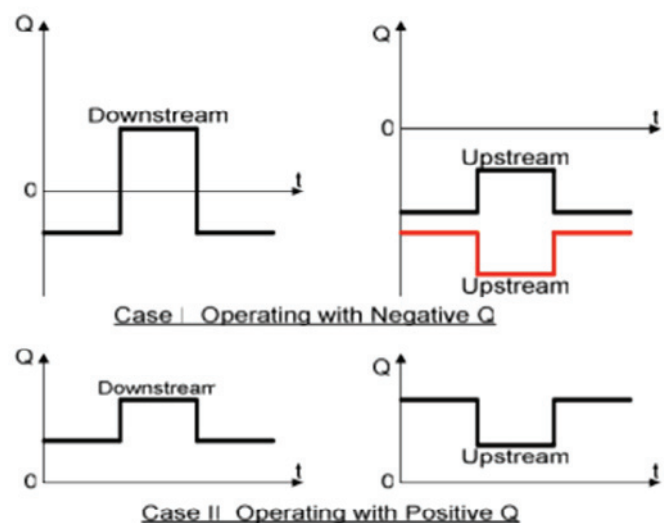 Q
Downstream
t
0
Q
0
t
Upstream
Upstream
Case I Operating with Negative Q
Q
Downstream
t
0
Q
Upstream
t
0
Case II Operating with Positive Q